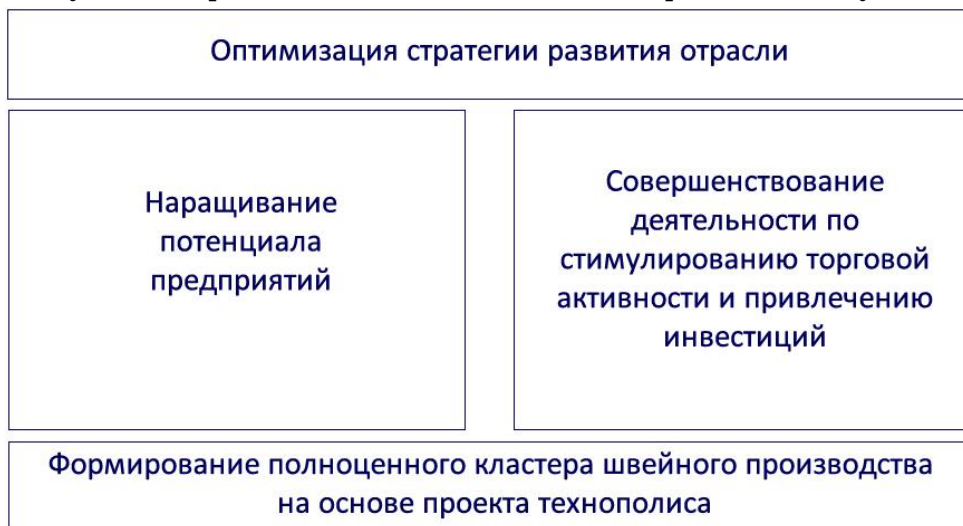 Оптимизация стратегии развития отрасли
Наращивание
потенциала
предприятий
Совершенствование
деятельности по
стимулированию торговой
активности и привлечению
инвестиций
Формирование полноценного кластера швейного производства
на основе проекта технополиса